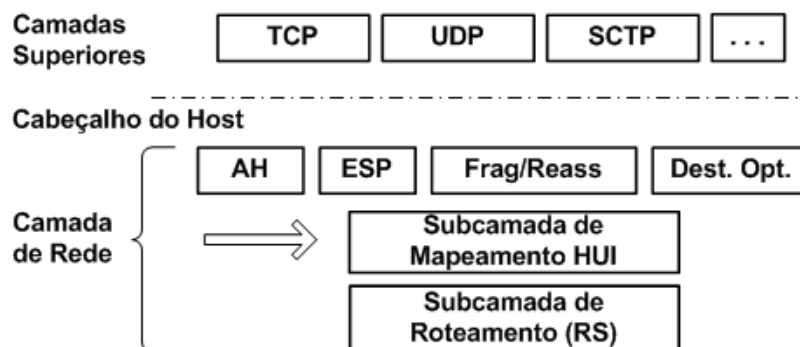 Camadas
Superiores
TCP
UDP
SCTP
. . .
Cabeçalho do Host
AH
ESP
Frag/Reass
Dest. Opt.
Camada
de Rede
Subcamada de
Mapeamento HUI
Subcamada de
Roteamento (RS)